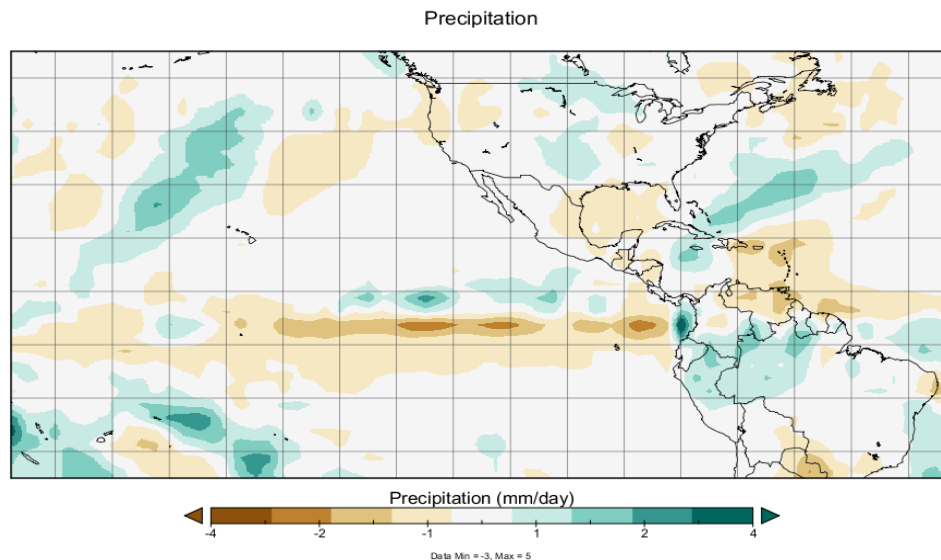 Precipitation
Precipitation (mm/day)
-4 -2 -1 1 2 4
Data Min = -3, Max = 5